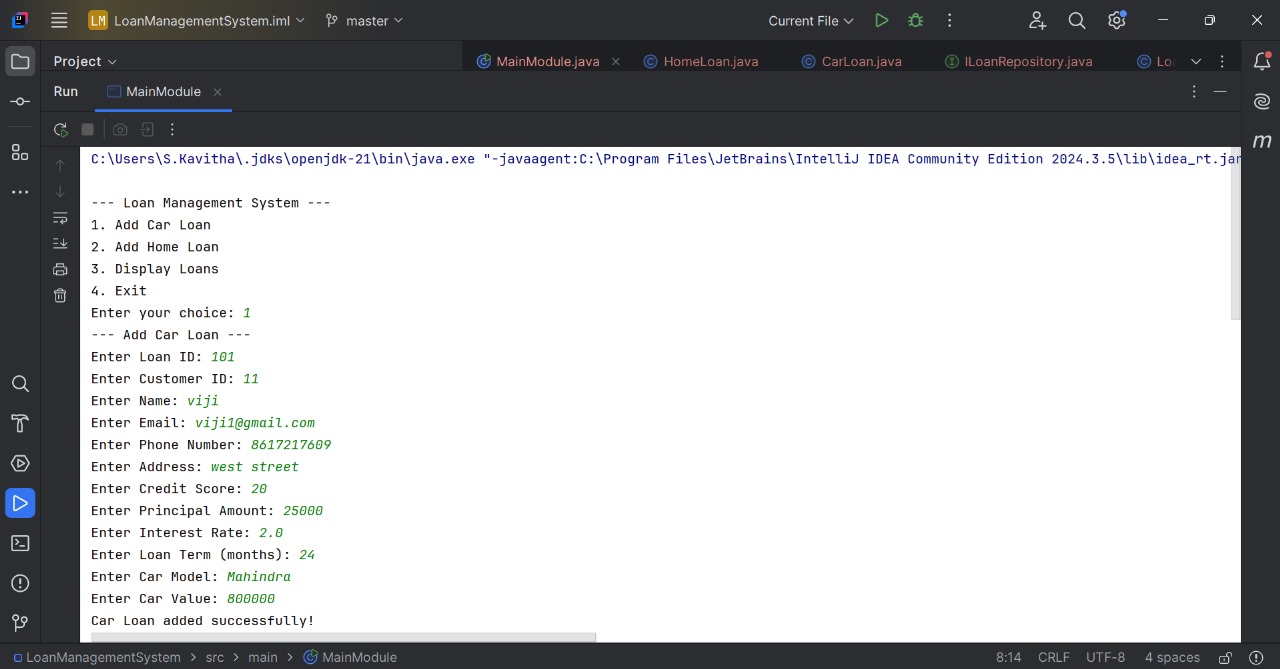 LM LoanManagementSystem.iml master Current File
Project MainModule.java HomeLoan.java CarLoan.java ILoanRepository.java Lo
Run MainModule
C:\Users\S.Kavitha\.jdks\openjdk-21\bin\java.exe "-javaagent:C:\Program Files\JetBrains\IntelliJ IDEA Community Edition 2024.3.5\lib\idea_rt.jar
--- Loan Management System ---
1. Add Car Loan
2. Add Home Loan
3. Display Loans
4. Exit
Enter your choice: 1
--- Add Car Loan ---
Enter Loan ID: 101
Enter Customer ID: 11
Enter Name: viji
Enter Email: viji1@gmail.com
Enter Phone Number: 8617217609
Enter Address: west street
Enter Credit Score: 20
Enter Principal Amount: 25000
Enter Interest Rate: 2.0
Enter Loan Term (months): 24
Enter Car Model: Mahindra
Enter Car Value: 800000
Car Loan added successfully!
LoanManagementSystem > src > main > MainModule 8:14 CRLF UTF-8 4 spaces